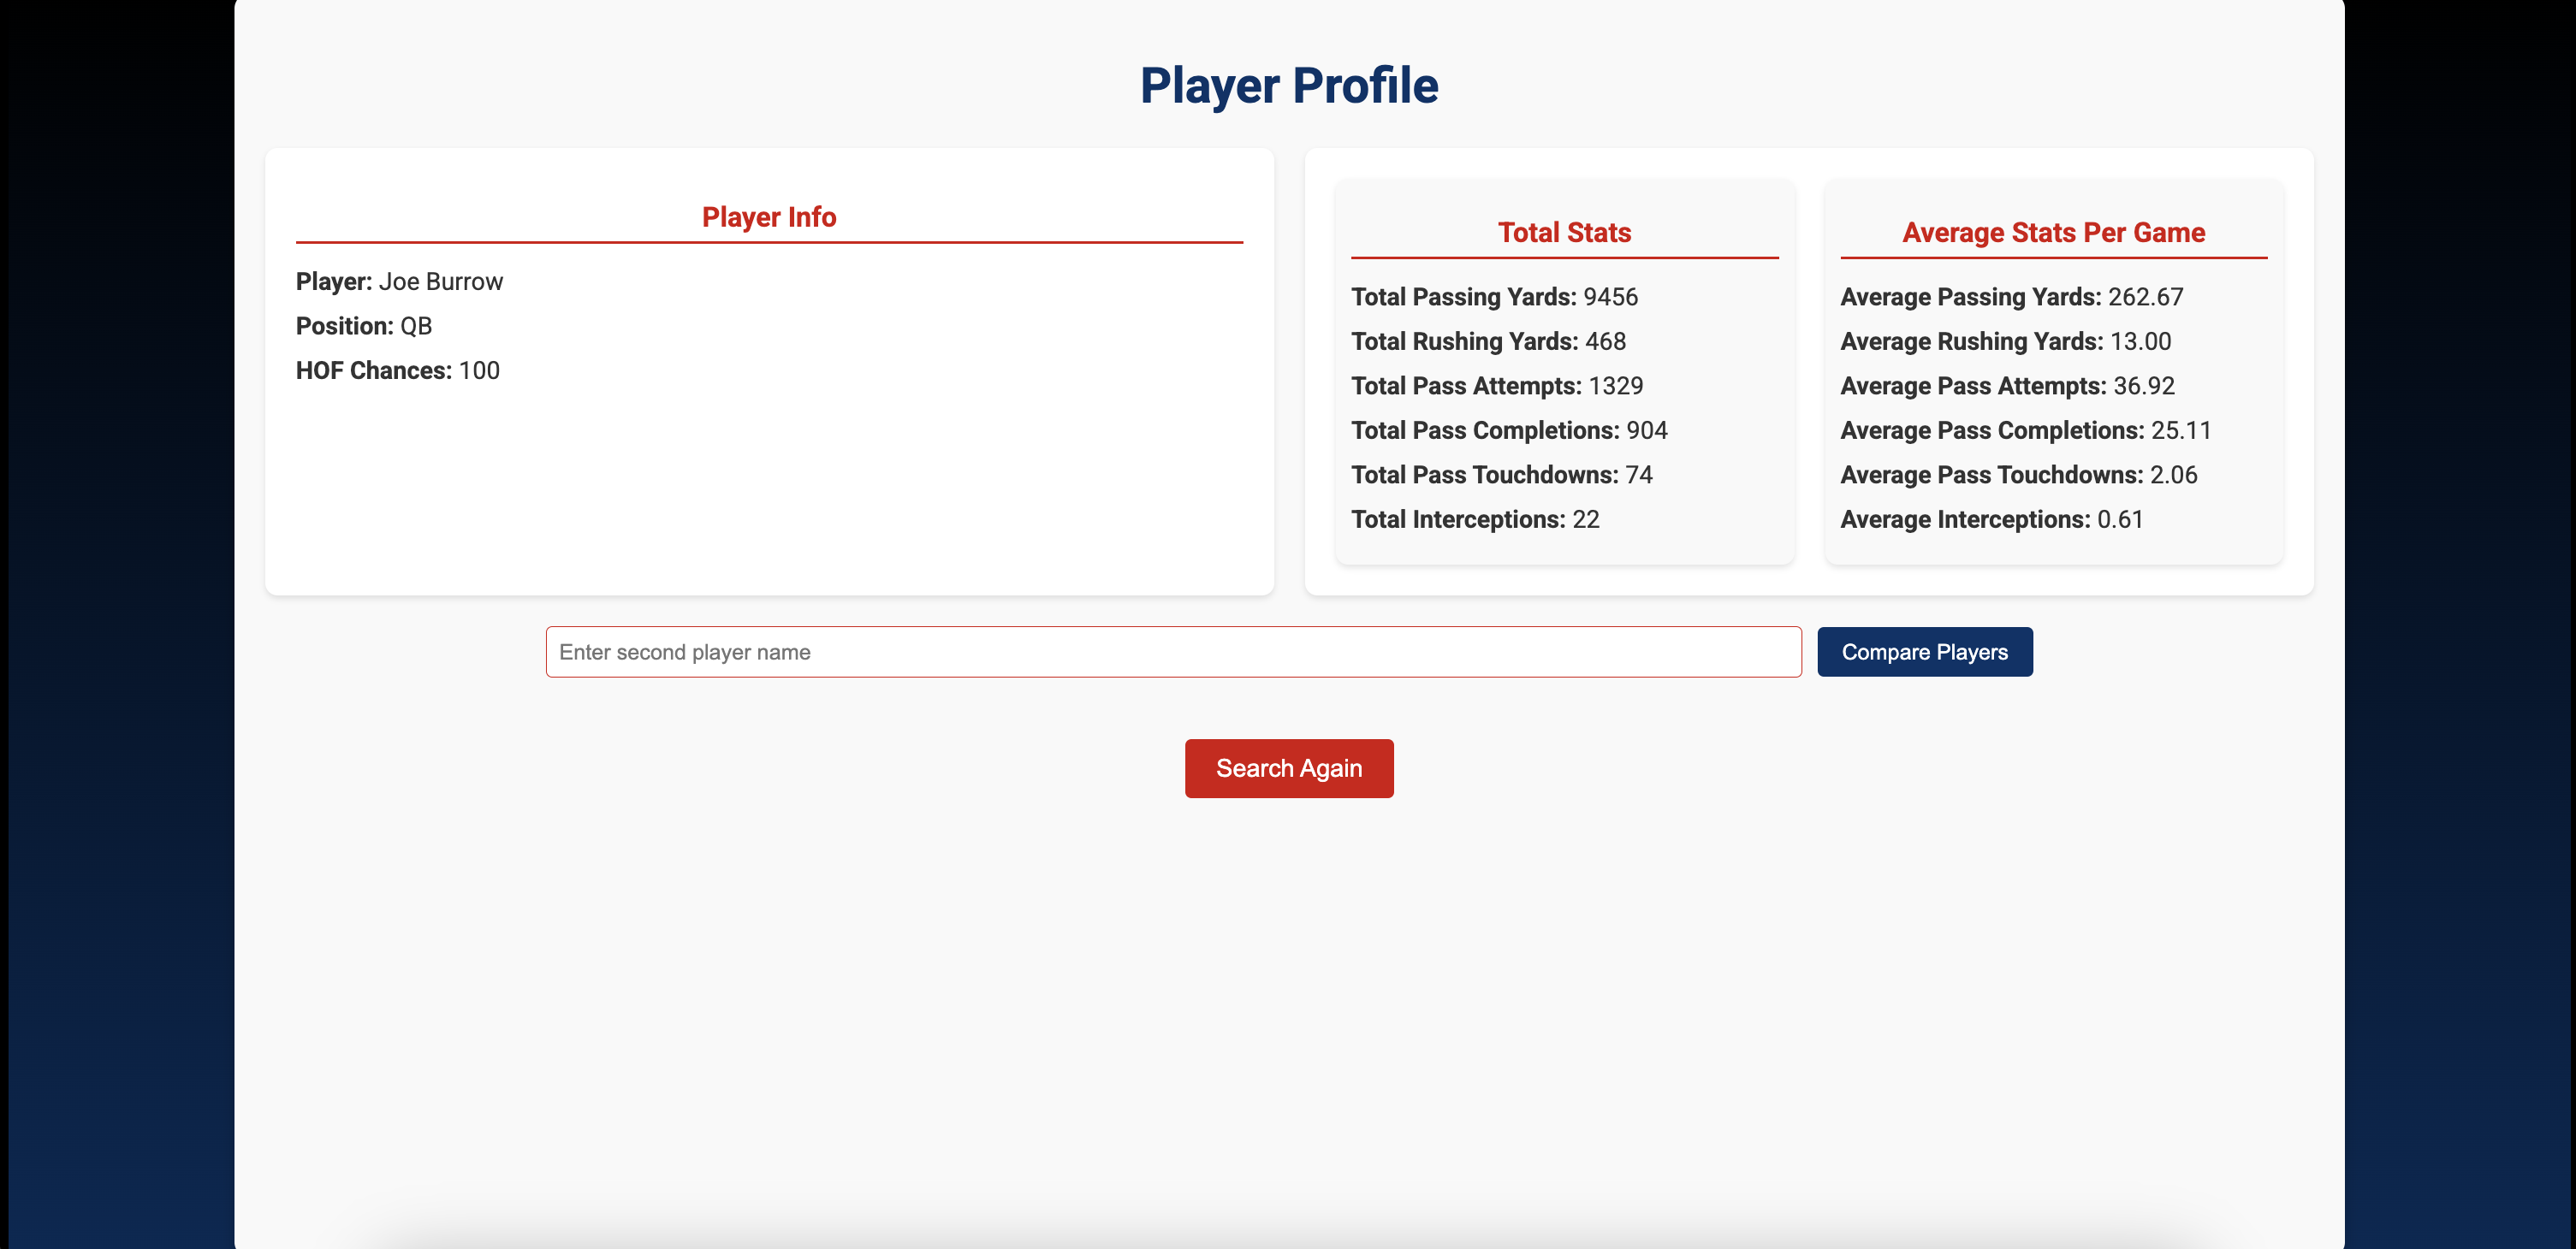 Player Profile
Player Info
Player: Joe Burrow
Position: QB
HOF Chances: 100
Total Stats
Total Passing Yards: 9456
Total Rushing Yards: 468
Total Pass Attempts: 1329
Total Pass Completions: 904
Total Pass Touchdowns: 74
Total Interceptions: 22
Average Stats Per Game
Average Passing Yards: 262.67
Average Rushing Yards: 13.00
Average Pass Attempts: 36.92
Average Pass Completions: 25.11
Average Pass Touchdowns: 2.06
Average Interceptions: 0.61
Enter second player name
Compare Players
Search Again